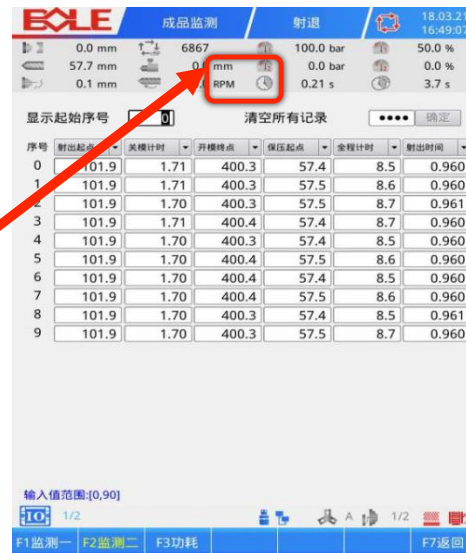 BOLE 成品监测 射退 18.03.21
16:49:07
0.0 mm 6867 100.0 bar 50.0 %
57.7 mm 0.0 mm 0.0 bar 0.0 %
0.1 mm RPM 0.21 s 3.7 s
显示起始序号 0 清空所有记录 •••• 确定
序号 射出起点 关模计时 开模终点 保压起点 全程计时 射出时间
0 101.9 1.71 400.3 57.4 8.5 0.960
1 101.9 1.71 400.3 57.5 8.6 0.960
2 101.9 1.70 400.3 57.5 8.7 0.961
3 101.9 1.71 400.4 57.5 8.7 0.960
4 101.9 1.70 400.3 57.4 8.5 0.960
5 101.9 1.70 400.4 57.5 8.6 0.960
6 101.9 1.70 400.4 57.4 8.5 0.960
7 101.9 1.70 400.4 57.5 8.6 0.960
8 101.9 1.70 400.3 57.4 8.5 0.961
9 101.9 1.70 400.3 57.5 8.7 0.960
输入值范围:[0,90]
IO 1/2 A 1/2
F1监测一 F2监测二 F3功耗 F7返回